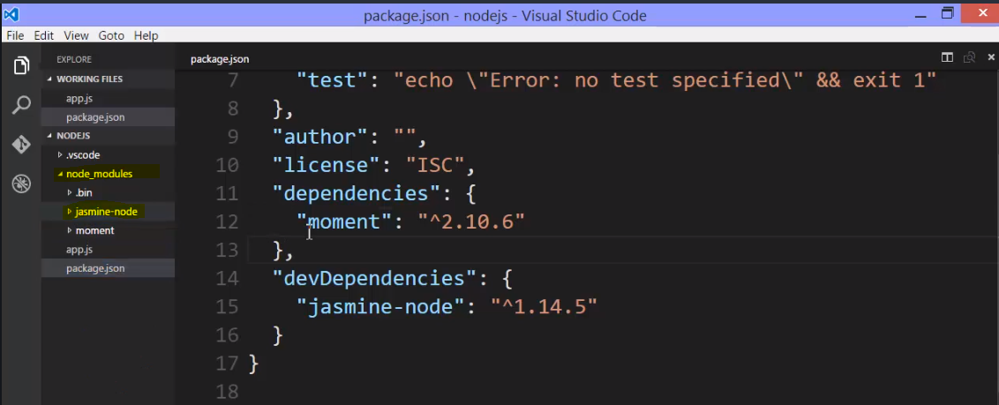 package.json - nodejs - Visual Studio Code
File Edit View Goto Help
EXPLORE
WORKING FILES
app.js
package.json
NODEJS
.vscode
node_modules
.bin
jasmine-node
moment
app.js
package.json
package.json
7 "test": "echo \"Error: no test specified\" && exit 1"
8 },
9 "author": "",
10 "license": "ISC",
11 "dependencies": {
12 "moment": "^2.10.6"
13 },
14 "devDependencies": {
15 "jasmine-node": "^1.14.5"
16 }
17 }
18